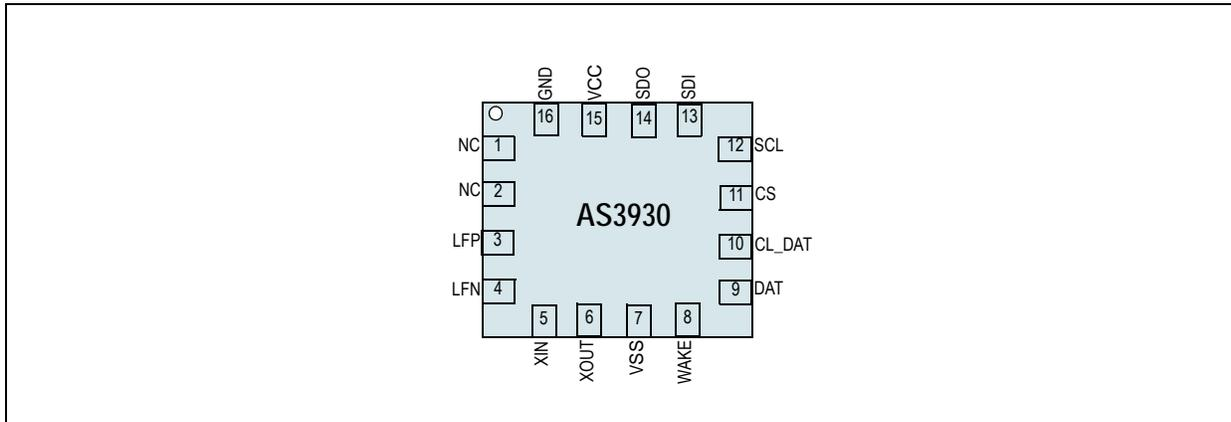 GND
VCC
SDO
SDI
16
15
14
13
NC 1
12 SCL
NC 2
11 CS
AS3930
LFP 3
10 CL_DAT
LFN 4
9 DAT
5
6
7
8
XIN
XOUT
VSS
WAKE